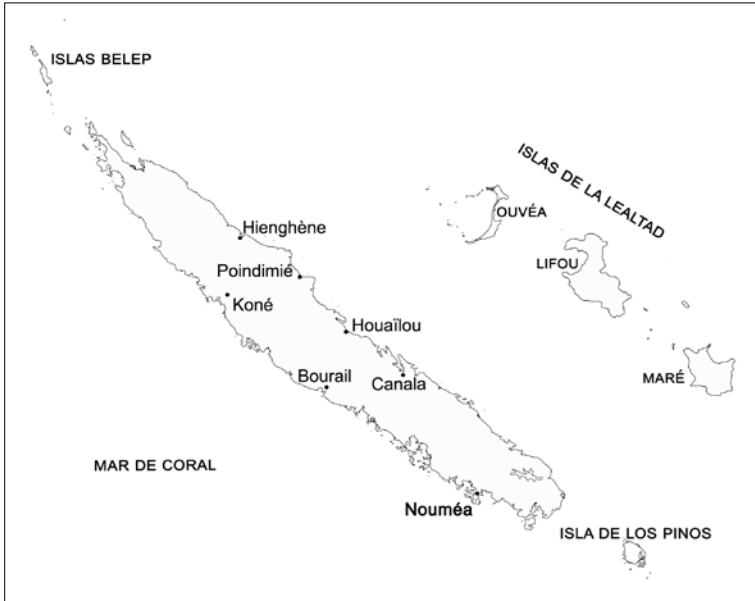 ISLAS BELEP
ISLAS DE LA LEALTAD
OUVÉA
Hienghène
LIFOU
Poindimié
Koné
Houaïlou
Bourail
Canala
MARÉ
MAR DE CORAL
Nouméa
ISLA DE LOS PINOS